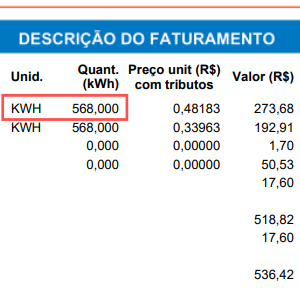 DESCRIÇÃO DO FATURAMENTO
Unid. Quant. (kWh) Preço unit (R$) com tributos Valor (R$)
KWH 568,000 0,48183 273,68
KWH 568,000 0,33963 192,91
0,000 0,00000 1,70
0,000 0,00000 50,53
17,60
518,82
17,60
536,42